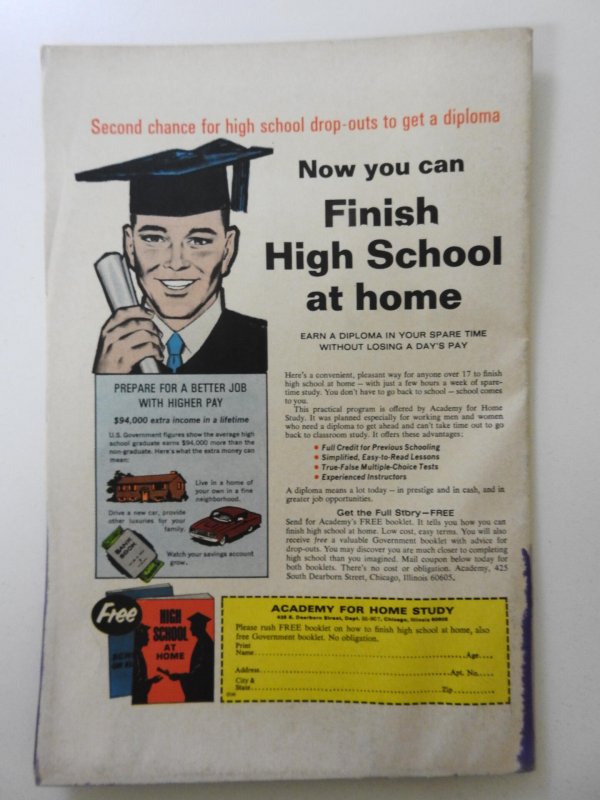 Second chance for high school drop-outs to get a diploma
Now you can
Finish
High School
at home
EARN A DIPLOMA IN YOUR SPARE TIME
WITHOUT LOSING A DAY'S PAY
Here's a convenient, pleasant way for anyone over 17 to finish
high school at home — with just a few hours a week of spare-
time study. You don't have to go back to school — school comes
to you.
This practical program is offered by Academy for Home
Study. It was planned especially for working men and women
who need a diploma to get ahead and can't take time out to go
back to classroom study. It offers these advantages:
• Full Credit for Previous Schooling
• Simplified, Easy-to-Read Lessons
• True-False Multiple-Choice Tests
• Experienced Instructors
A diploma means a lot today — in prestige and in cash, and in
greater job opportunities.
Get the Full Story—FREE
Send for Academy's FREE booklet. It tells you how you can
finish high school at home. Low cost, easy terms. You will also
receive free a valuable Government booklet with advice for
drop-outs. You may discover you are much closer to completing
high school than you imagined. Mail coupon below today for
both booklets. There's no cost or obligation. Academy, 425
South Dearborn Street, Chicago, Illinois 60605.
PREPARE FOR A BETTER JOB
WITH HIGHER PAY
$94,000 extra income in a lifetime
U.S. Government figures show the average high
school graduate earns $94,000 more than the
non-graduate. Here's what the extra money can
mean:
Live in a home of
your own in a fine
neighborhood.
Drive a new car, provide
other luxuries for your
family.
BANK
BOOK
Watch your savings account
grow.
Free
HIGH
SCHOOL
AT
HOME
ACADEMY FOR HOME STUDY
S. Dearborn Street, Dept. Chicago, Illinois 60605
Please rush FREE booklet on how to finish high school at home, also
free Government booklet. No obligation.
Print
Name Age
Address Apt. No.
City &
State Zip